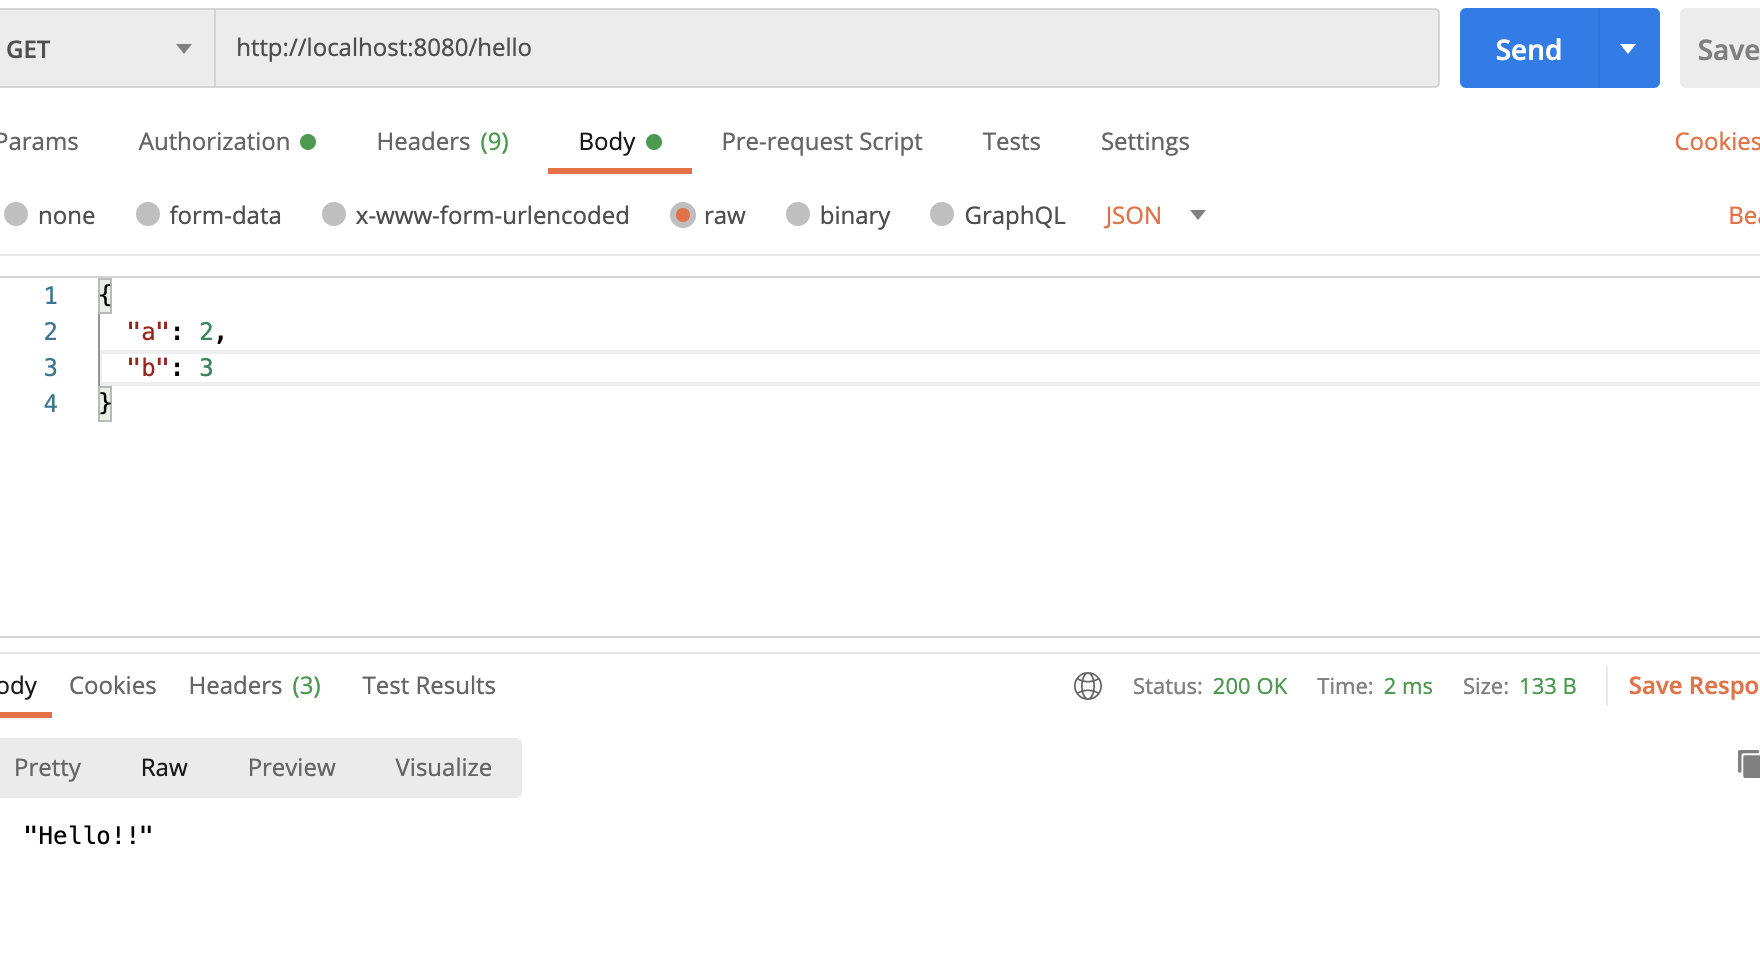 GET http://localhost:8080/hello Send Save
Params Authorization Headers (9) Body Pre-request Script Tests Settings Cookies
none form-data x-www-form-urlencoded raw binary GraphQL JSON Bea
1 {
2 "a": 2,
3 "b": 3
4 }
ody Cookies Headers (3) Test Results Status: 200 OK Time: 2 ms Size: 133 B Save Respo
Pretty Raw Preview Visualize
"Hello!!"